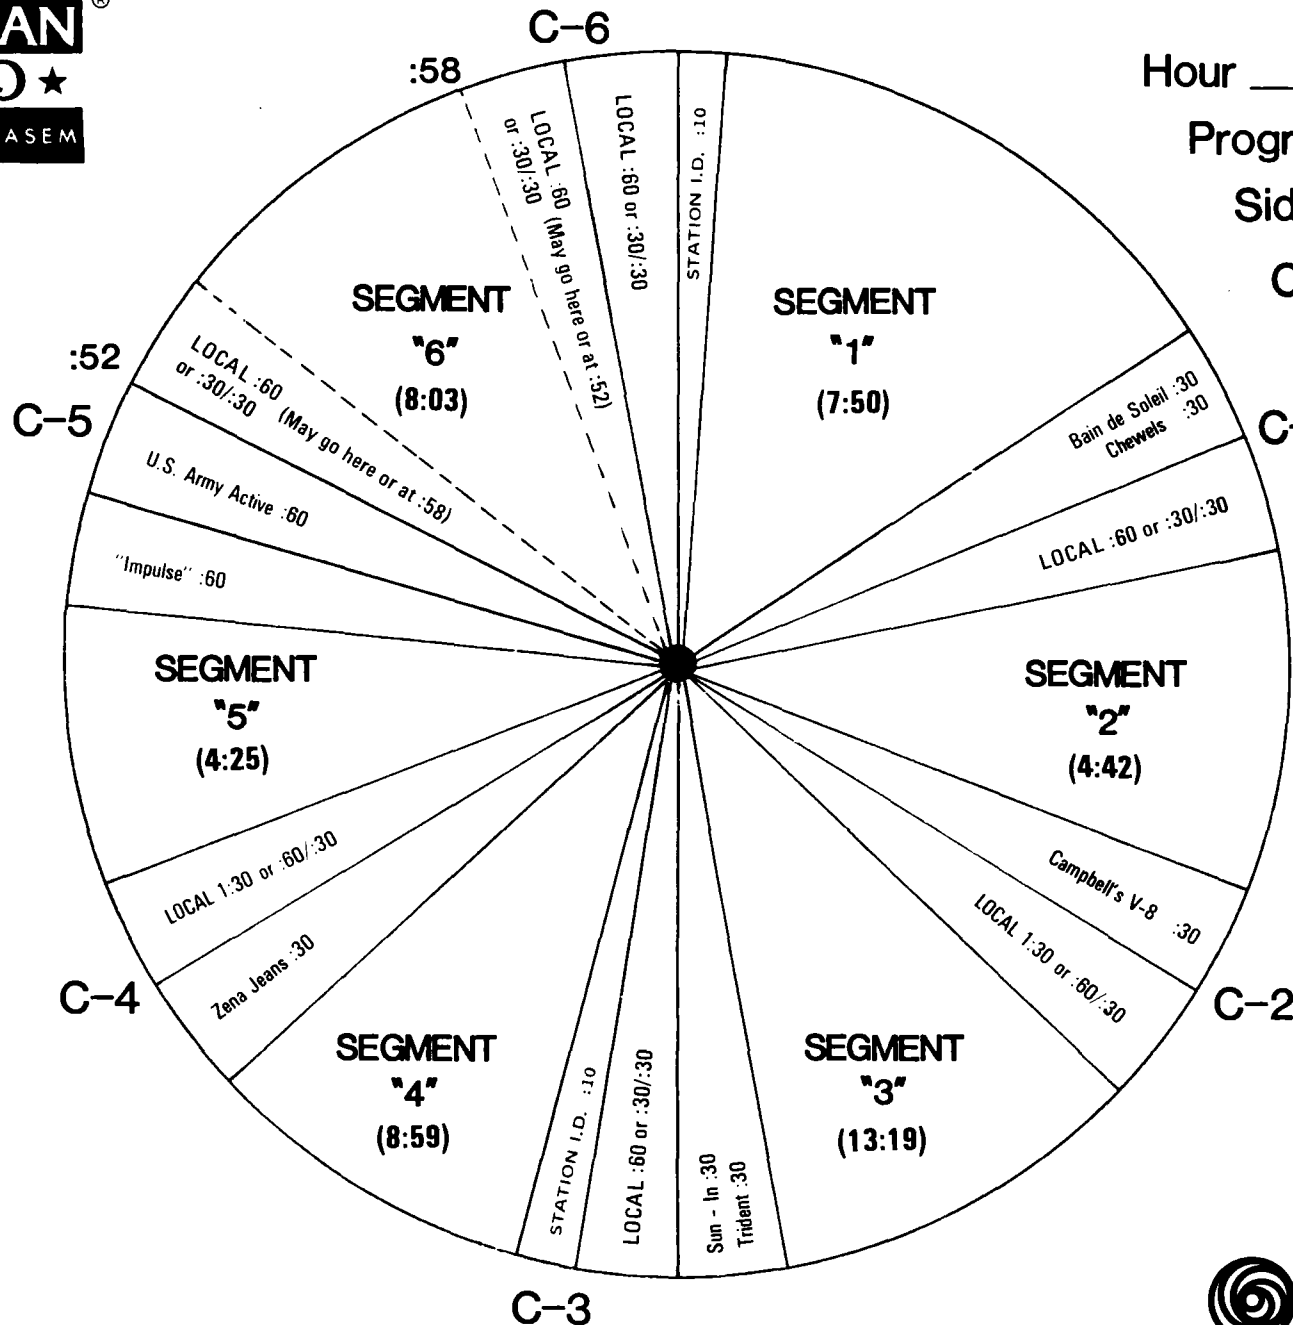 AN ®
ASEM
C-6
:58
Hour
Progr
Sid
STATION I.D. :10
SEGMENT
"1"
(7:50)
Bain de Soleil :30
Chewels :30
C-
LOCAL :60 or :30/:30
SEGMENT
"2"
(4:42)
Campbell's V-8 :30
C-2
LOCAL 1:30 or :60/:30
SEGMENT
"3"
(13:19)
Sun - In :30
Trident :30
C-3
LOCAL :60 or :30/:30
STATION I.D. :10
SEGMENT
"4"
(8:59)
Zena Jeans :30
C-4
LOCAL 1:30 or :60/:30
SEGMENT
"5"
(4:25)
"Impulse" :60
U.S. Army Active :60
C-5
:52
LOCAL :60 (May go here or at :58)
or :30/:30
SEGMENT
"6"
(8:03)
LOCAL :60 (May go here or at :52)
or :30/:30
LOCAL :60 or :30/:30